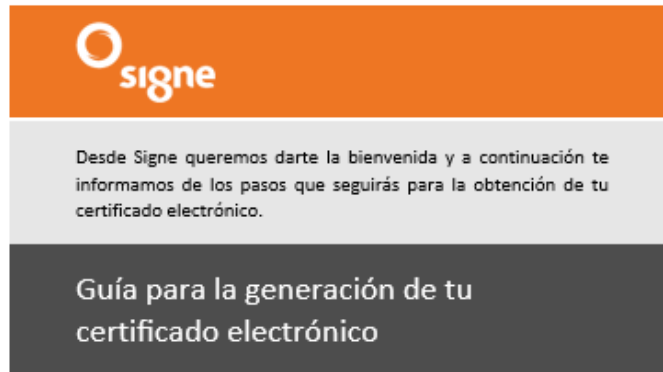 signe
Desde Signe queremos darte la bienvenida y a continuación te
informamos de los pasos que seguirás para la obtención de tu
certificado electrónico.
Guía para la generación de tu
certificado electrónico